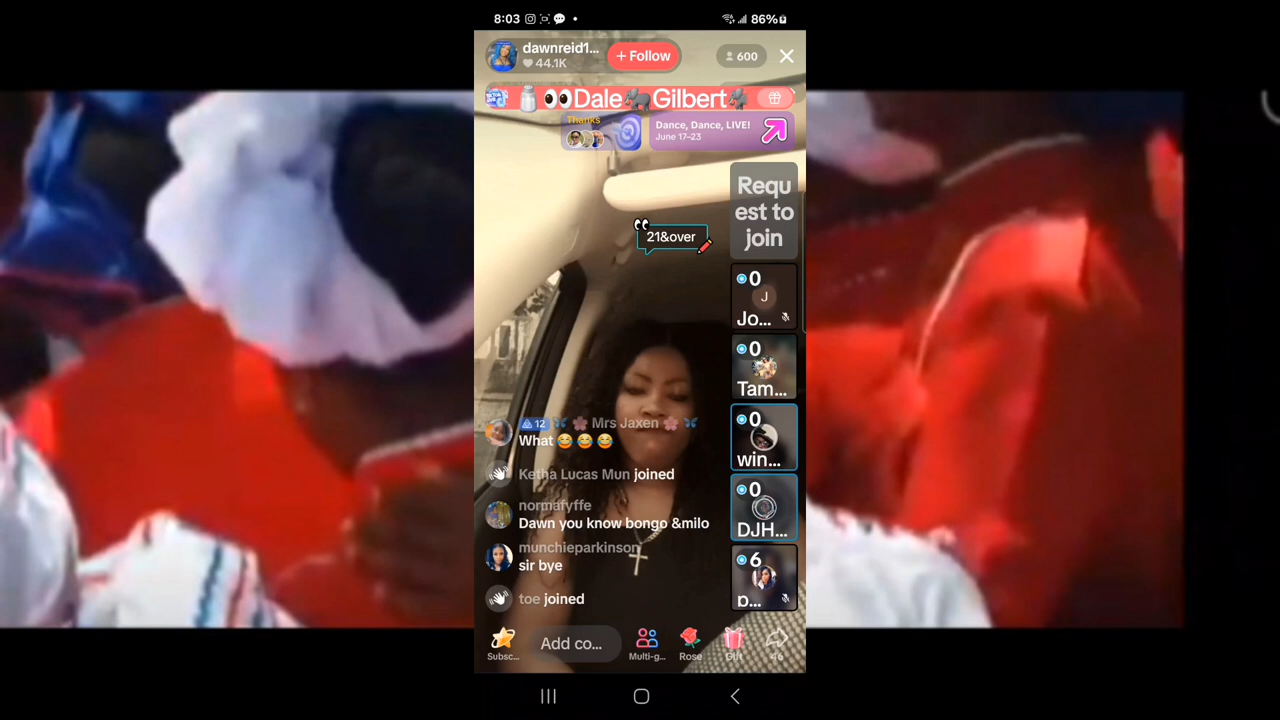 8:03
86%
dawnreid1...
44.1K
+ Follow
600
👀Dale🐘Gilbert🐘
Thanks
Dance, Dance, LIVE!
June 17–23
Requ
est to
join
21&over
0
J
Jo...
0
Tam...
0
win...
0
DJH...
6
p...
12 🦋 🌸 Mrs Jaxen 🌸 🦋
What 😂 😂 😂
Ketha Lucas Mun joined
normafyffe
Dawn you know bongo &milo
munchieparkinson
sir bye
toe joined
Subsc...
Add co...
Multi-g...
Rose
Gift
46